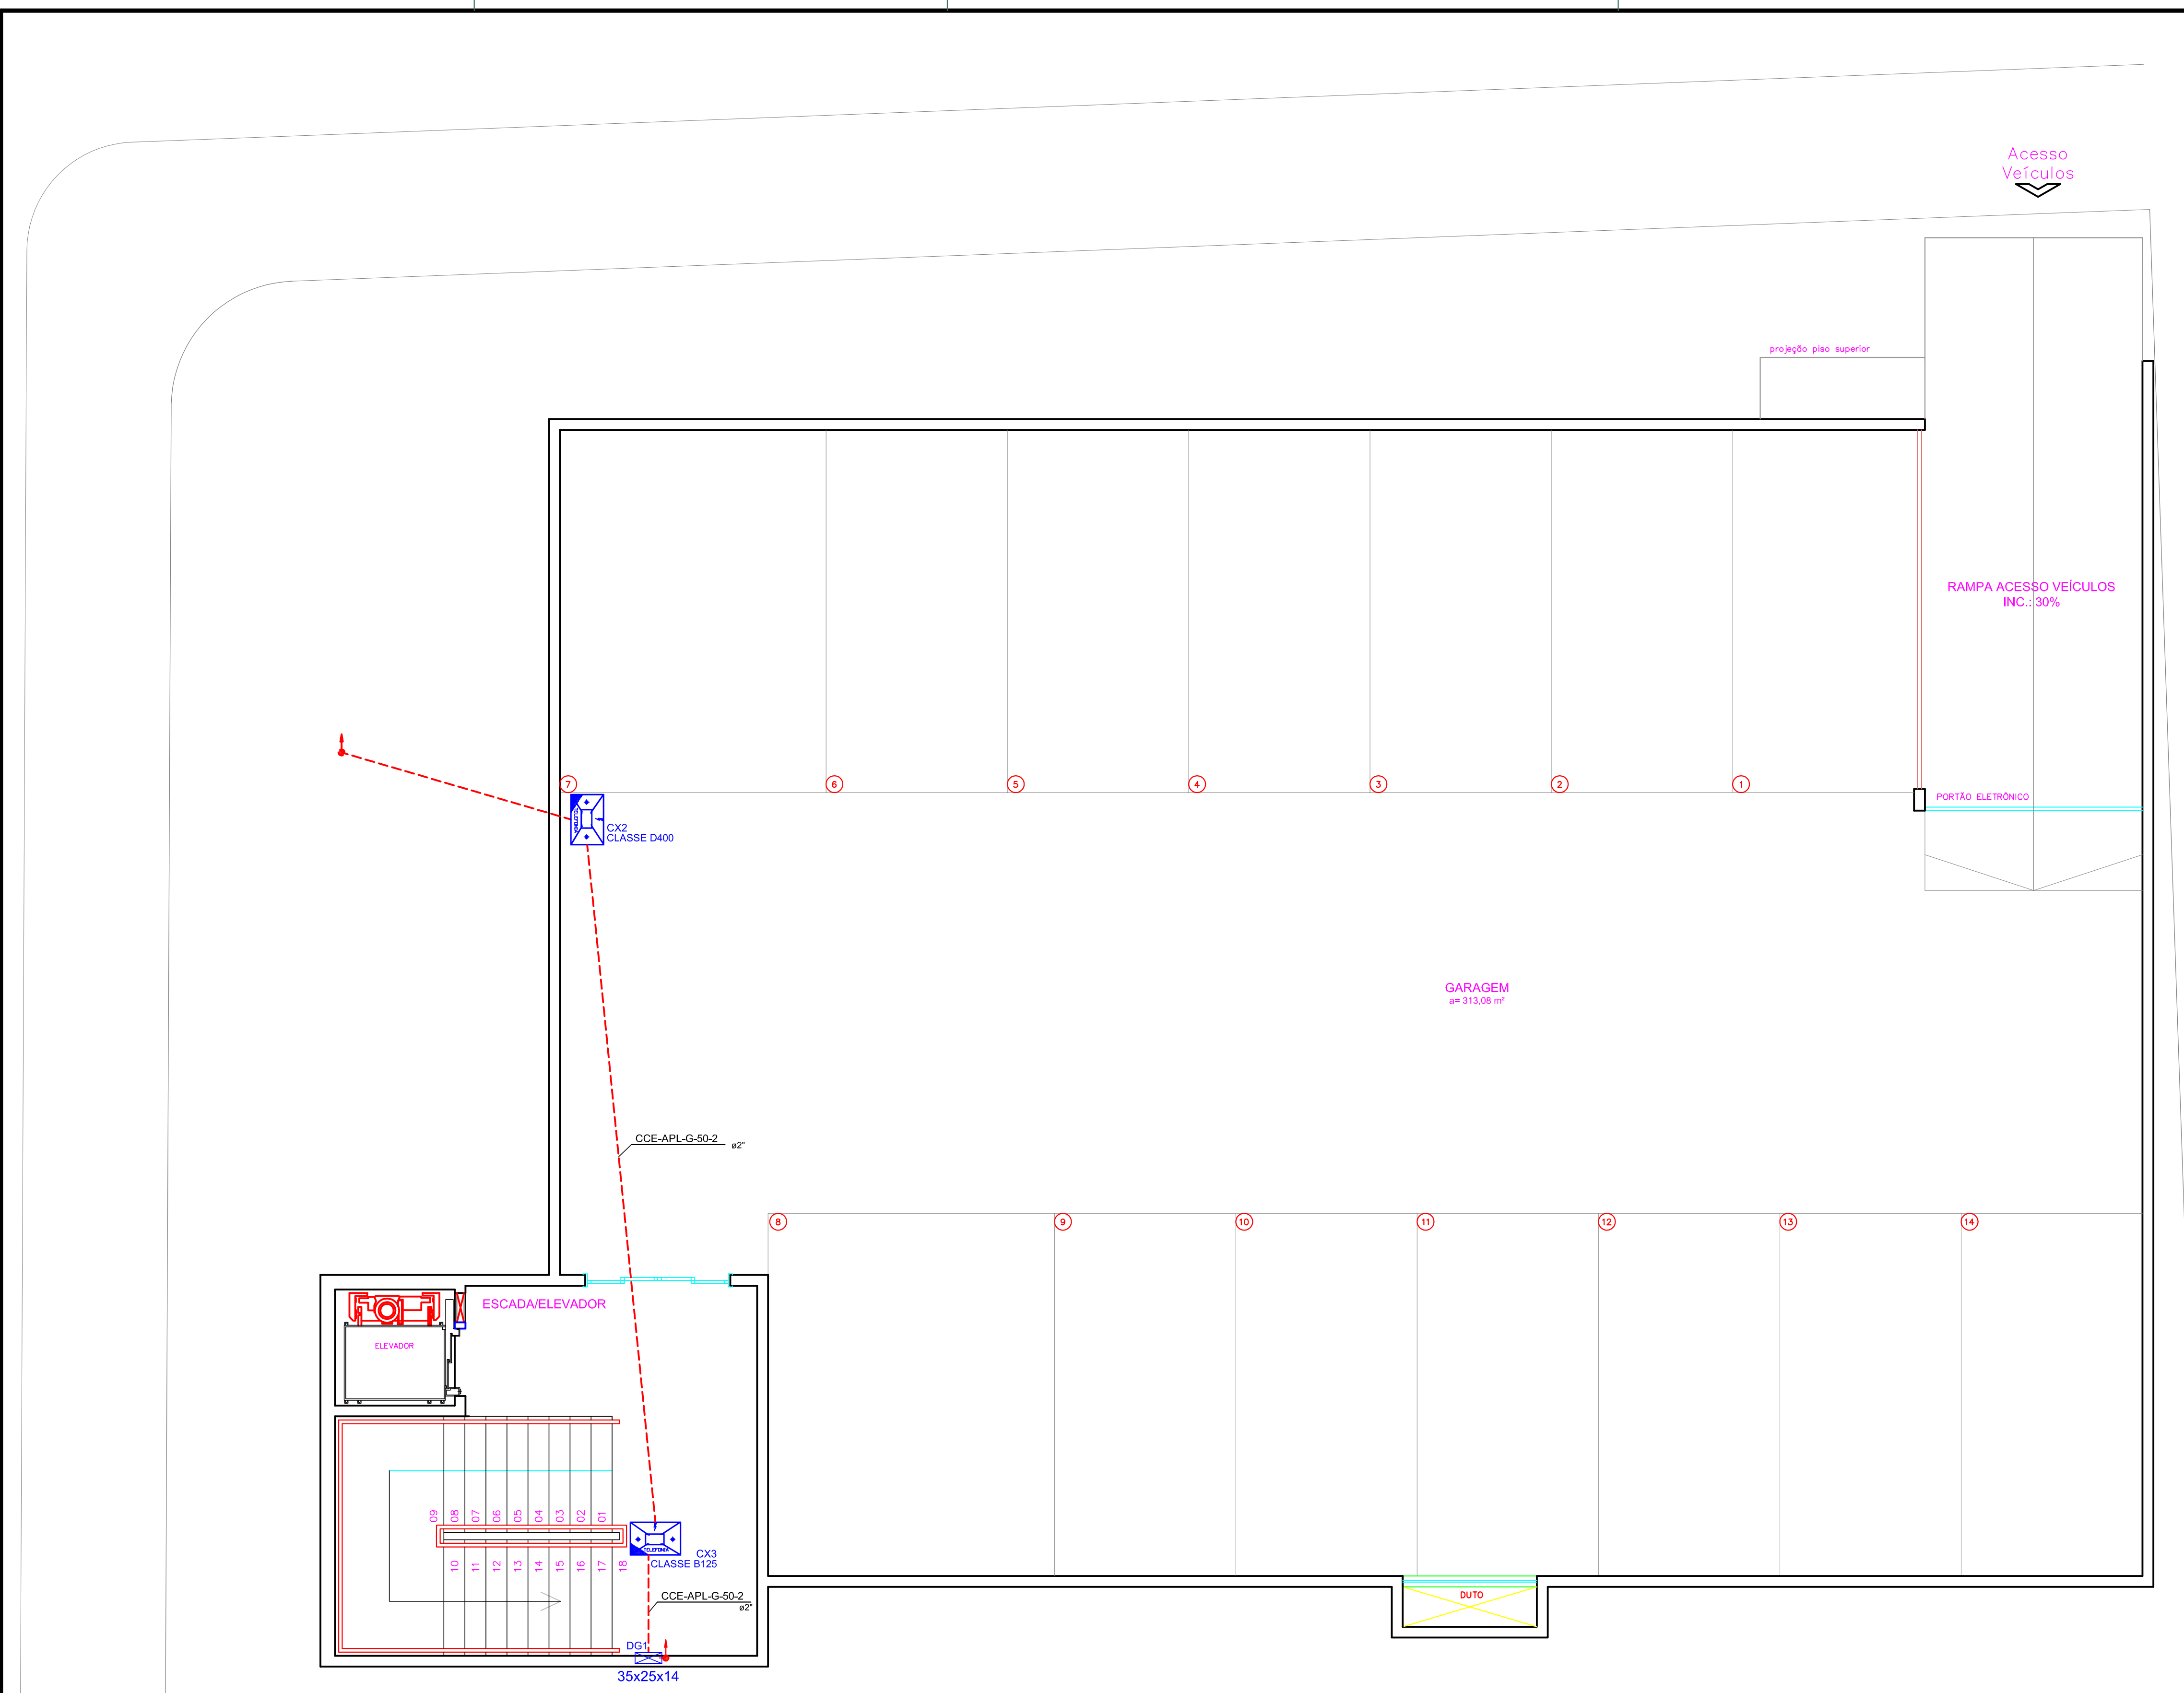 Acesso
Veículos
projeção piso superior
RAMPA ACESSO VEÍCULOS
INC.: 30%
7
6
5
4
3
2
1
PORTÃO ELETRÔNICO
TELEFONIA
CX2
CLASSE D400
GARAGEM
a= 313,08 m²
CCE-APL-G-50-2
ø2"
8
9
10
11
12
13
14
ESCADA/ELEVADOR
ELEVADOR
09
08
07
06
05
04
03
02
01
10
11
12
13
14
15
16
17
18
TELEFONIA
CX3
CLASSE B125
CCE-APL-G-50-2
ø2"
DUTO
DG1
35x25x14